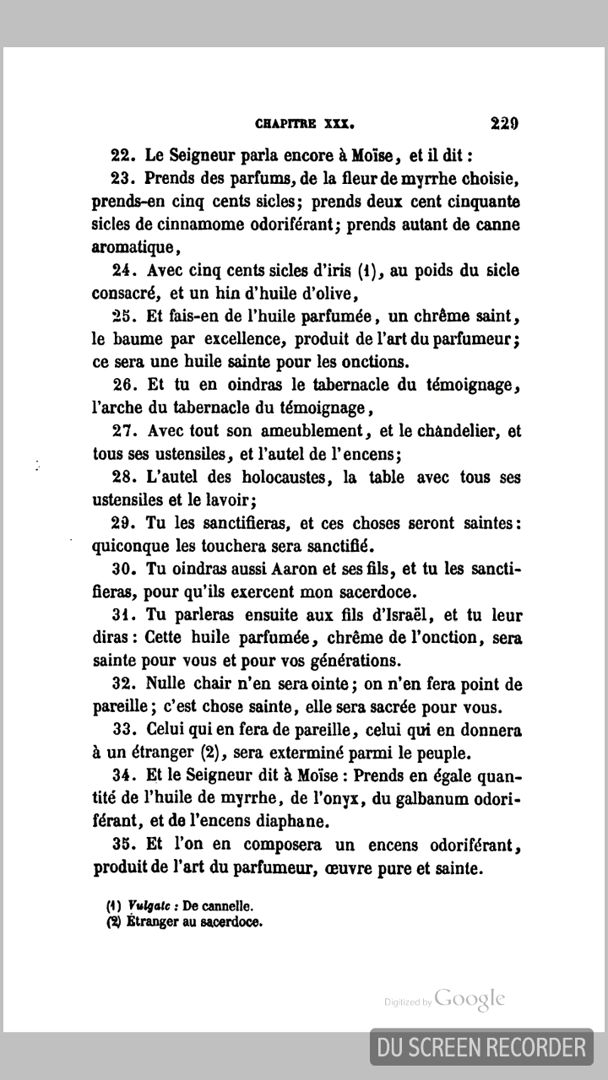 CHAPITRE XXX. 229
22. Le Seigneur parla encore à Moïse, et il dit :
23. Prends des parfums, de la fleur de myrrhe choisie,
prends-en cinq cents sicles; prends deux cent cinquante
sicles de cinnamome odoriférant; prends autant de canne
aromatique,
24. Avec cinq cents sicles d'iris (1), au poids du sicle
consacré, et un hin d'huile d'olive,
25. Et fais-en de l'huile parfumée, un chrême saint,
le baume par excellence, produit de l'art du parfumeur;
ce sera une huile sainte pour les onctions.
26. Et tu en oindras le tabernacle du témoignage,
l'arche du tabernacle du témoignage,
27. Avec tout son ameublement, et le chandelier, et
tous ses ustensiles, et l'autel de l'encens;
28. L'autel des holocaustes, la table avec tous ses
ustensiles et le lavoir;
29. Tu les sanctifieras, et ces choses seront saintes:
quiconque les touchera sera sanctifié.
30. Tu oindras aussi Aaron et ses fils, et tu les sancti-
fieras, pour qu'ils exercent mon sacerdoce.
31. Tu parleras ensuite aux fils d'Israël, et tu leur
diras : Cette huile parfumée, chrême de l'onction, sera
sainte pour vous et pour vos générations.
32. Nulle chair n'en sera ointe; on n'en fera point de
pareille; c'est chose sainte, elle sera sacrée pour vous.
33. Celui qui en fera de pareille, celui qui en donnera
à un étranger (2), sera exterminé parmi le peuple.
34. Et le Seigneur dit à Moïse : Prends en égale quan-
tité de l'huile de myrrhe, de l'onyx, du galbanum odori-
férant, et de l'encens diaphane.
35. Et l'on en composera un encens odoriférant,
produit de l'art du parfumeur, œuvre pure et sainte.
(1) Vulgate : De cannelle.
(2) Étranger au sacerdoce.
Digitized by Google
DU SCREEN RECORDER